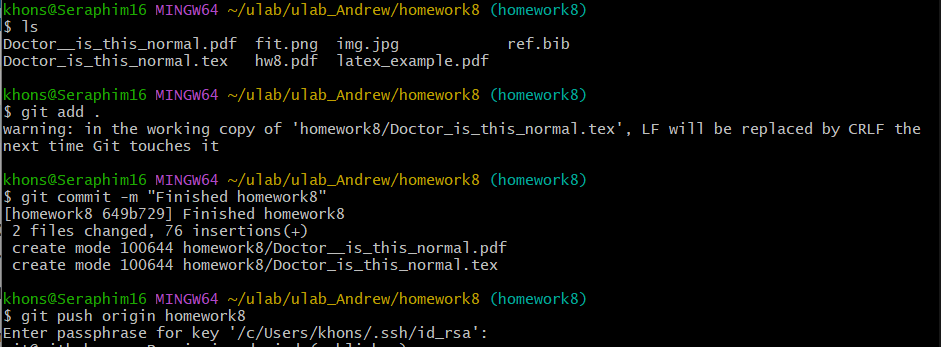 khons@Seraphim16 MINGW64 ~/ulab/ulab_Andrew/homework8 (homework8)
$ ls
Doctor__is_this_normal.pdf  fit.png  img.jpg            ref.bib
Doctor_is_this_normal.tex   hw8.pdf  latex_example.pdf
khons@Seraphim16 MINGW64 ~/ulab/ulab_Andrew/homework8 (homework8)
$ git add .
warning: in the working copy of 'homework8/Doctor_is_this_normal.tex', LF will be replaced by CRLF the
next time Git touches it
khons@Seraphim16 MINGW64 ~/ulab/ulab_Andrew/homework8 (homework8)
$ git commit -m "Finished homework8"
[homework8 649b729] Finished homework8
 2 files changed, 76 insertions(+)
 create mode 100644 homework8/Doctor__is_this_normal.pdf
 create mode 100644 homework8/Doctor_is_this_normal.tex
khons@Seraphim16 MINGW64 ~/ulab/ulab_Andrew/homework8 (homework8)
$ git push origin homework8
Enter passphrase for key '/c/Users/khons/.ssh/id_rsa':